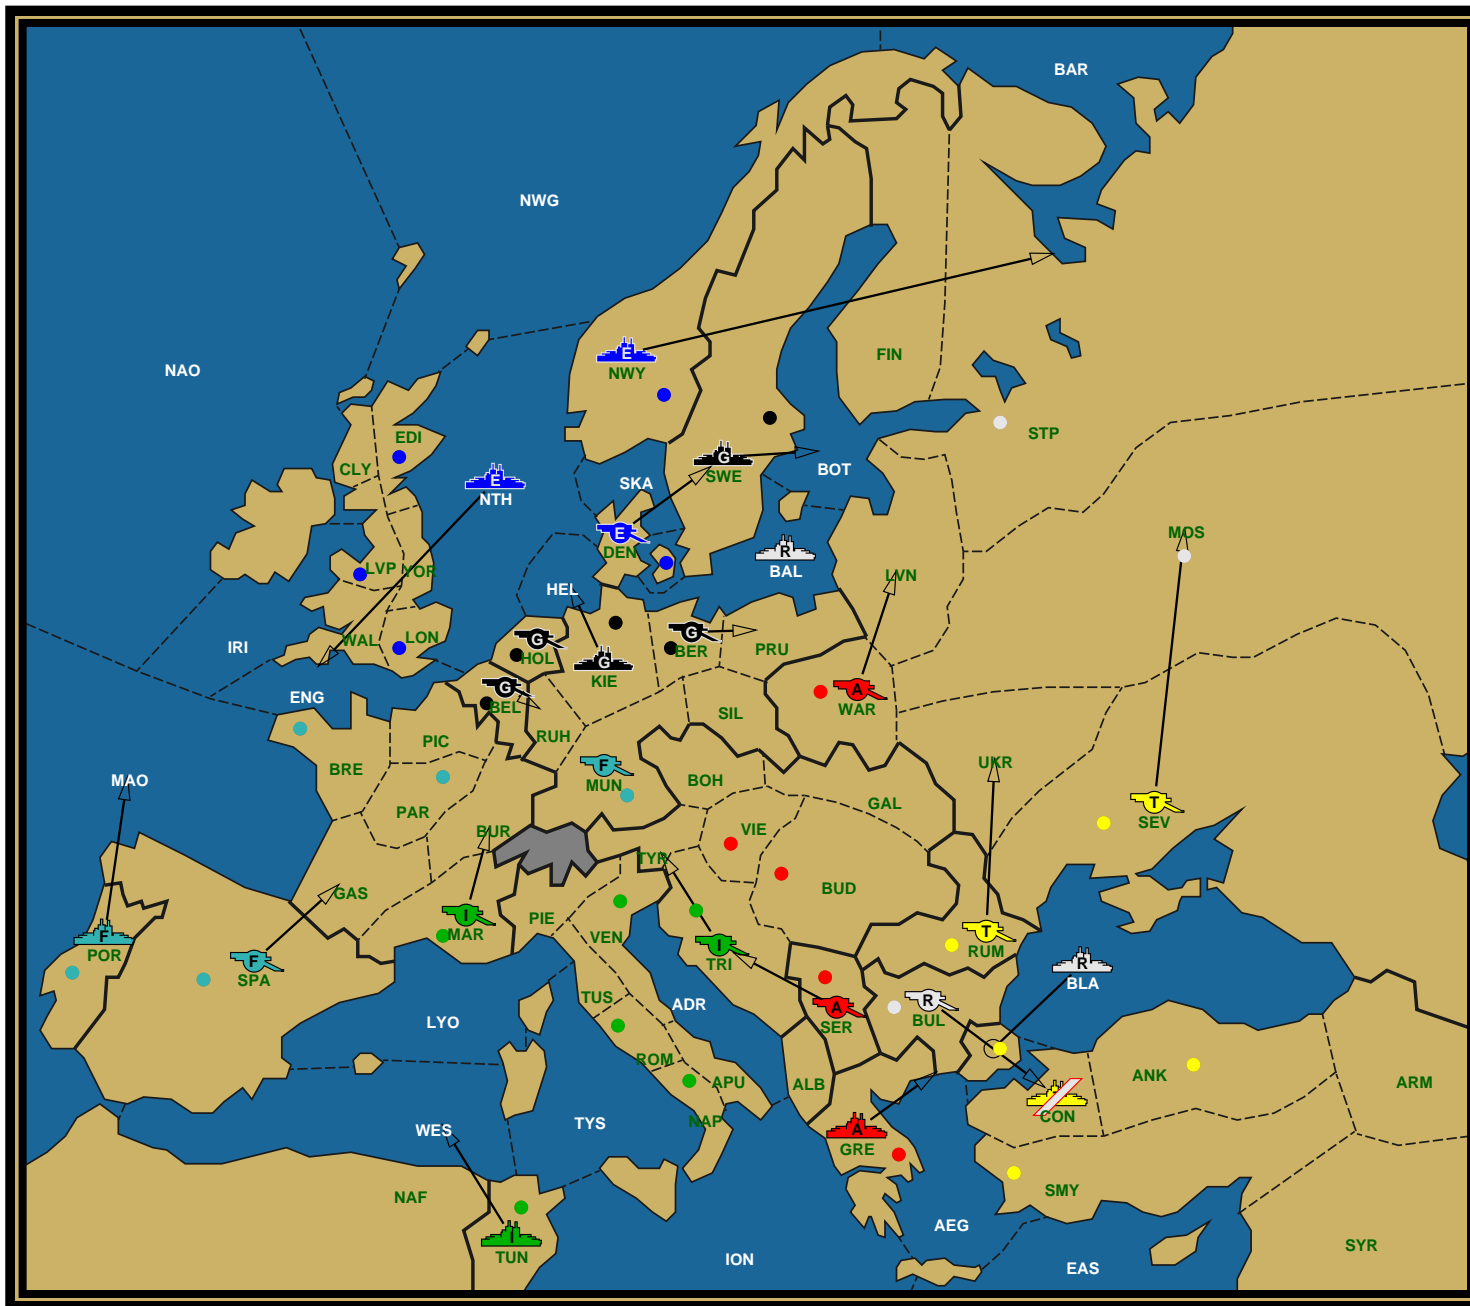 BAR
NWG
E
NWY
FIN
NAO
G
SWE
STP
EDI
CLY
E
NTH
SKA
BOT
E
DEN
R
BAL
MOS
LVP
YOR
HEL
LVN
WAL
LON
IRI
G
HOL
G
BER
PRU
G
KIE
ENG
G
BEL
A
WAR
RUH
SIL
PIC
BRE
F
MUN
BOH
UKR
MAO
PAR
GAL
T
SEV
BUR
VIE
TYR
BUD
GAS
I
MAR
PIE
VEN
I
TRI
T
RUM
F
POR
F
SPA
R
BLA
TUS
ADR
A
SER
R
BUL
LYO
ROM
APU
ALB
ANK
ARM
NAP
CON
WES
TYS
A
GRE
NAF
SMY
AEG
I
TUN
ION
EAS
SYR